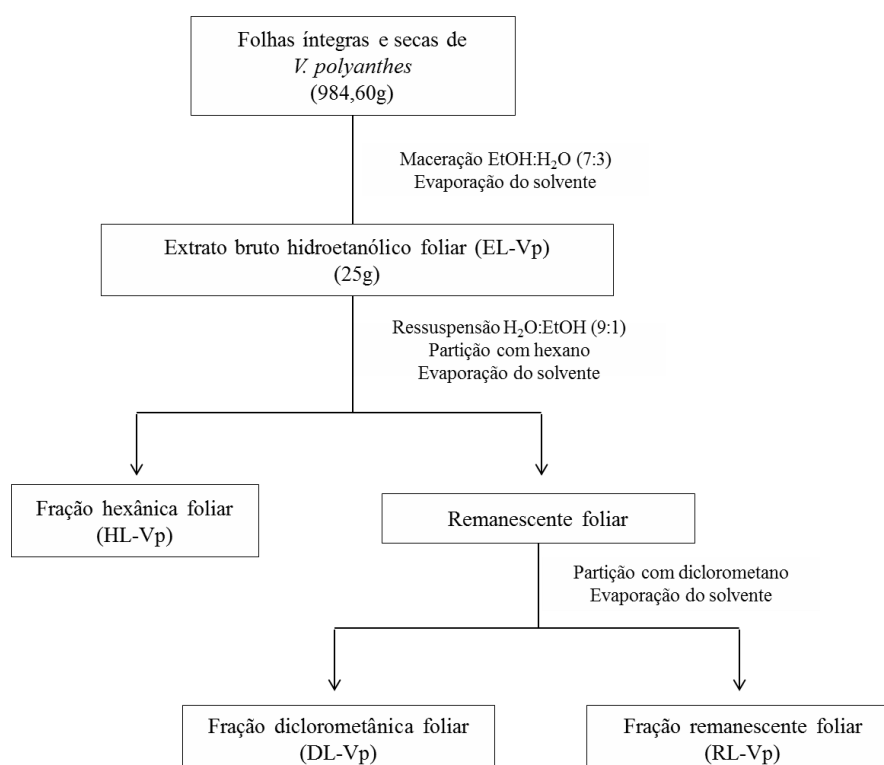 Folhas íntegras e secas de
V. polyanthes
(984,60g)
Maceração EtOH:H₂O (7:3)
Evaporação do solvente
Extrato bruto hidroetanólico foliar (EL-Vp)
(25g)
Ressuspensão H₂O:EtOH (9:1)
Partição com hexano
Evaporação do solvente
Fração hexânica foliar
(HL-Vp)
Remanescente foliar
Partição com diclorometano
Evaporação do solvente
Fração diclorometânica foliar
(DL-Vp)
Fração remanescente foliar
(RL-Vp)